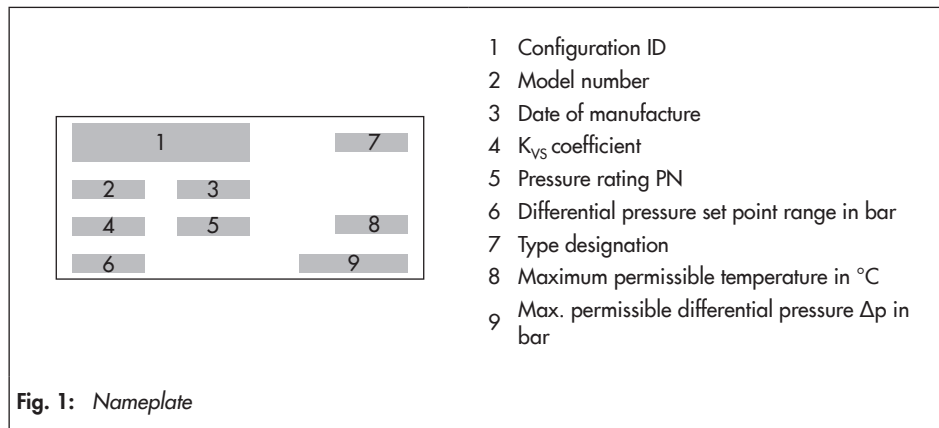 1 7
2 3
4 5 8
6 9
1 Configuration ID
2 Model number
3 Date of manufacture
4 KVS coefficient
5 Pressure rating PN
6 Differential pressure set point range in bar
7 Type designation
8 Maximum permissible temperature in °C
9 Max. permissible differential pressure Δp in
bar
Fig. 1: Nameplate